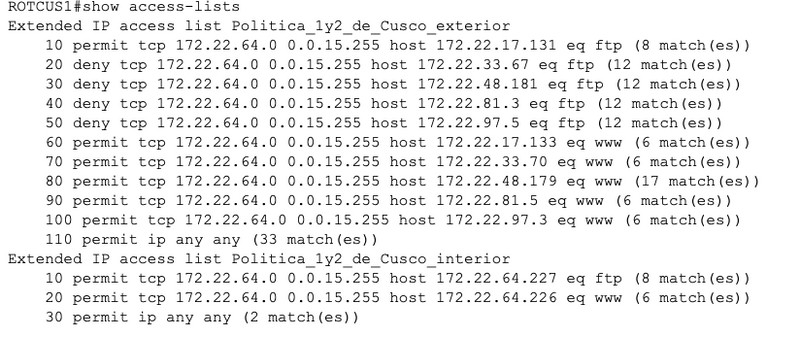 ROTCUS1#show access-lists
Extended IP access list Politica_1y2_de_Cusco_exterior
10 permit tcp 172.22.64.0 0.0.15.255 host 172.22.17.131 eq ftp (8 match(es))
20 deny tcp 172.22.64.0 0.0.15.255 host 172.22.33.67 eq ftp (12 match(es))
30 deny tcp 172.22.64.0 0.0.15.255 host 172.22.48.181 eq ftp (12 match(es))
40 deny tcp 172.22.64.0 0.0.15.255 host 172.22.81.3 eq ftp (12 match(es))
50 deny tcp 172.22.64.0 0.0.15.255 host 172.22.97.5 eq ftp (12 match(es))
60 permit tcp 172.22.64.0 0.0.15.255 host 172.22.17.133 eq www (6 match(es))
70 permit tcp 172.22.64.0 0.0.15.255 host 172.22.33.70 eq www (6 match(es))
80 permit tcp 172.22.64.0 0.0.15.255 host 172.22.48.179 eq www (17 match(es))
90 permit tcp 172.22.64.0 0.0.15.255 host 172.22.81.5 eq www (6 match(es))
100 permit tcp 172.22.64.0 0.0.15.255 host 172.22.97.3 eq www (6 match(es))
110 permit ip any any (33 match(es))
Extended IP access list Politica_1y2_de_Cusco_interior
10 permit tcp 172.22.64.0 0.0.15.255 host 172.22.64.227 eq ftp (8 match(es))
20 permit tcp 172.22.64.0 0.0.15.255 host 172.22.64.226 eq www (6 match(es))
30 permit ip any any (2 match(es))